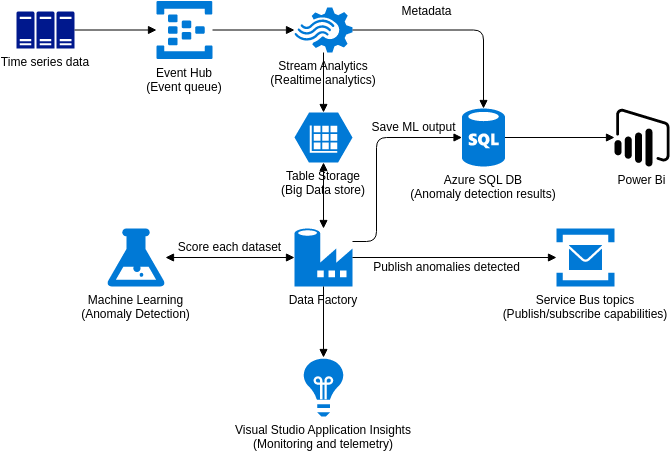 Metadata
Time series data
Event Hub
(Event queue)
Stream Analytics
(Realtime analytics)
Save ML output
SQL
Table Storage
(Big Data store)
Azure SQL DB
(Anomaly detection results)
Power Bi
Score each dataset
Publish anomalies detected
Machine Learning
(Anomaly Detection)
Data Factory
Service Bus topics
(Publish/subscribe capabilities)
Visual Studio Application Insights
(Monitoring and telemetry)